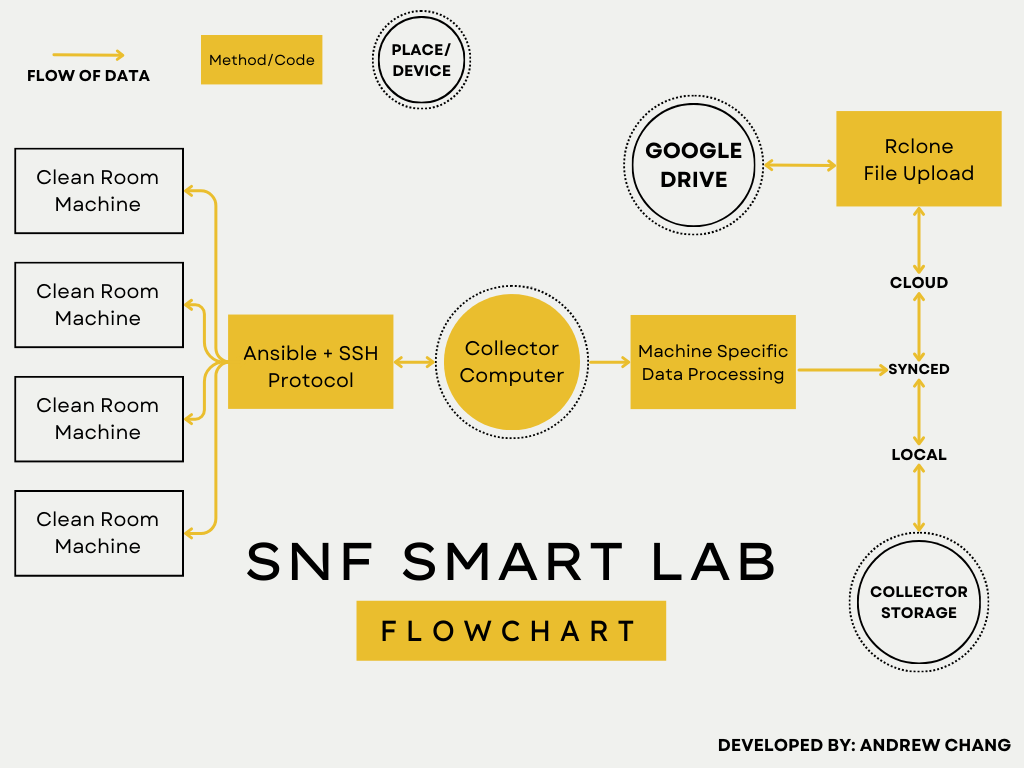 FLOW OF DATA
Method/Code
PLACE/
DEVICE
GOOGLE
DRIVE
Rclone
File Upload
Clean Room
Machine
Clean Room
Machine
Clean Room
Machine
Clean Room
Machine
Ansible + SSH
Protocol
Collector
Computer
Machine Specific
Data Processing
CLOUD
SYNCED
LOCAL
COLLECTOR
STORAGE
SNF SMART LAB
FLOWCHART
DEVELOPED BY: ANDREW CHANG